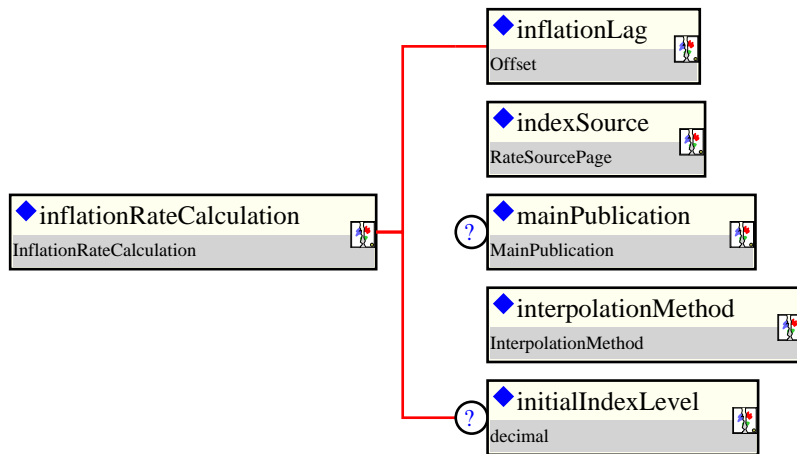 inflationLag
Offset
indexSource
RateSourcePage
inflationRateCalculation
InflationRateCalculation
?
mainPublication
MainPublication
interpolationMethod
InterpolationMethod
?
initialIndexLevel
decimal